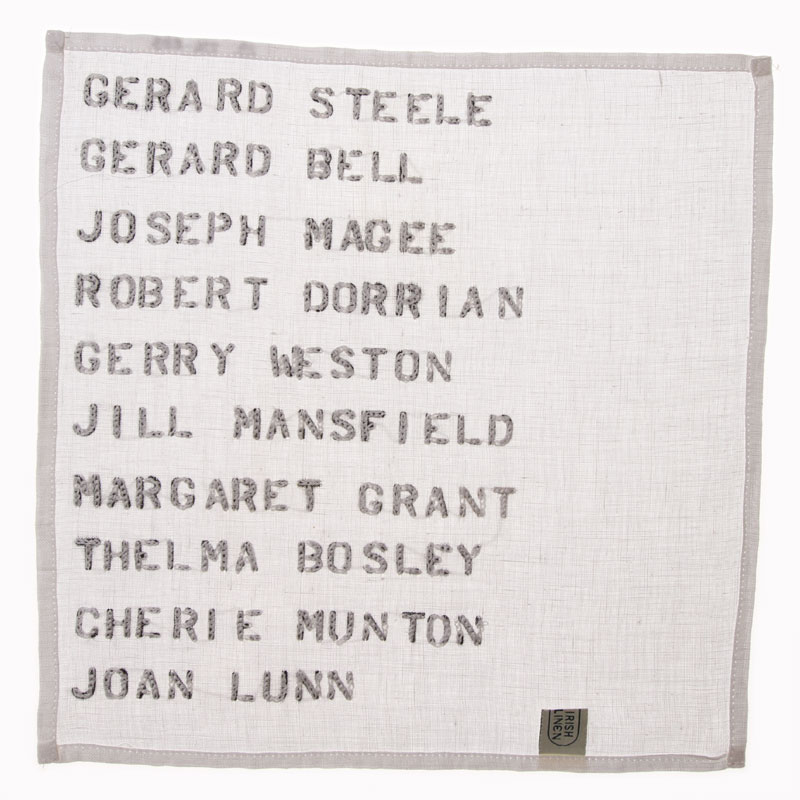 GERARD STEELE
GERARD BELL
JOSEPH MAGEE
ROBERT DORRIAN
GERRY WESTON
JILL MANSFIELD
MARGARET GRANT
THELMA BOSLEY
CHERIE MUNTON
JOAN LUNN
IRISH
LINEN